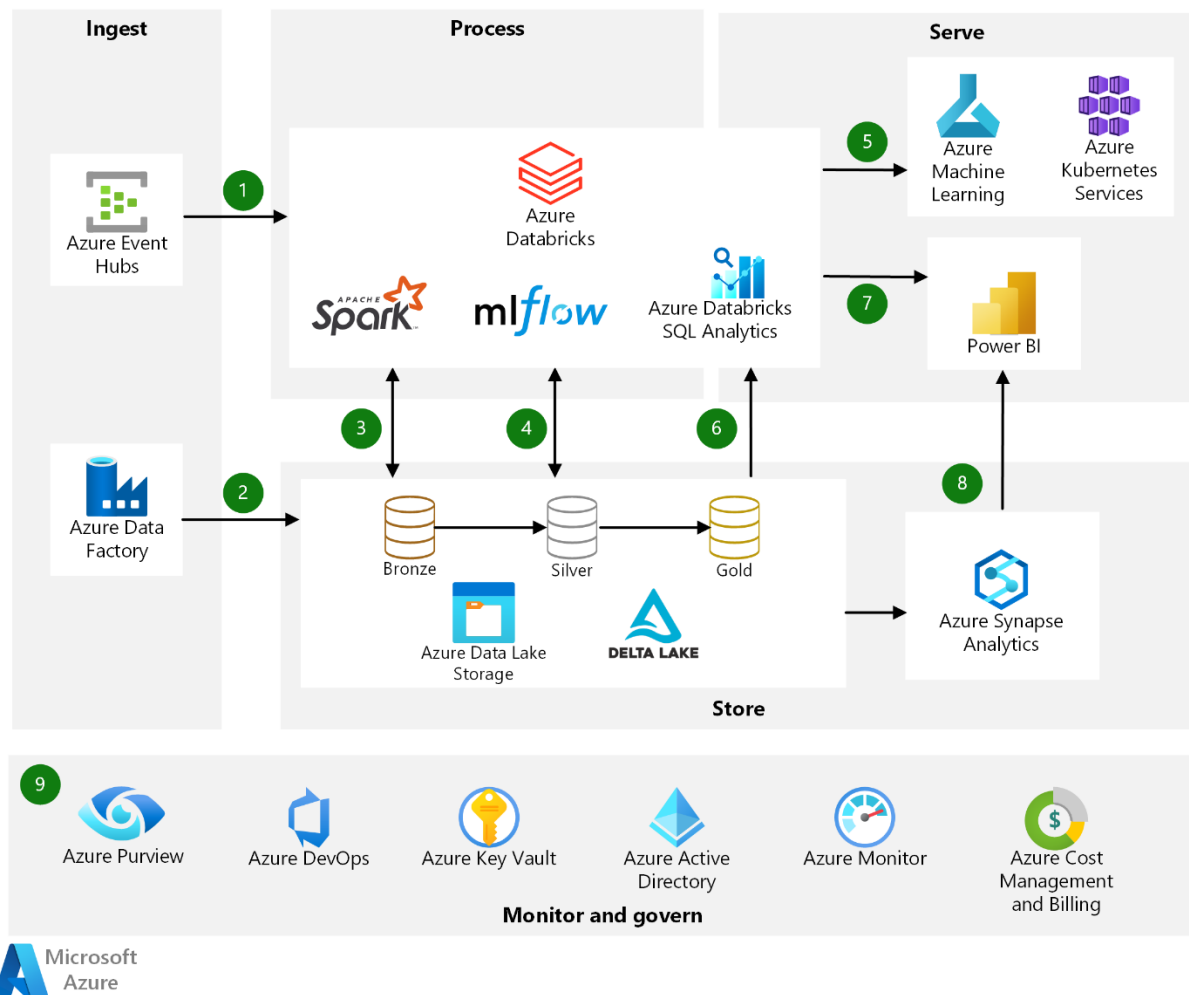 Ingest
Process
Serve
Azure Event
Hubs
1
Azure
Databricks
APACHE
Spark
TM
mlflow
Azure Databricks
SQL Analytics
5
Azure
Machine
Learning
Azure
Kubernetes
Services
7
Power BI
3
4
6
8
Azure Data
Factory
2
Bronze
Silver
Gold
Azure Data Lake
Storage
DELTA LAKE
Azure Synapse
Analytics
Store
9
Azure Purview
Azure DevOps
Azure Key Vault
Azure Active
Directory
Azure Monitor
$
Azure Cost
Management
and Billing
Monitor and govern
Microsoft
Azure